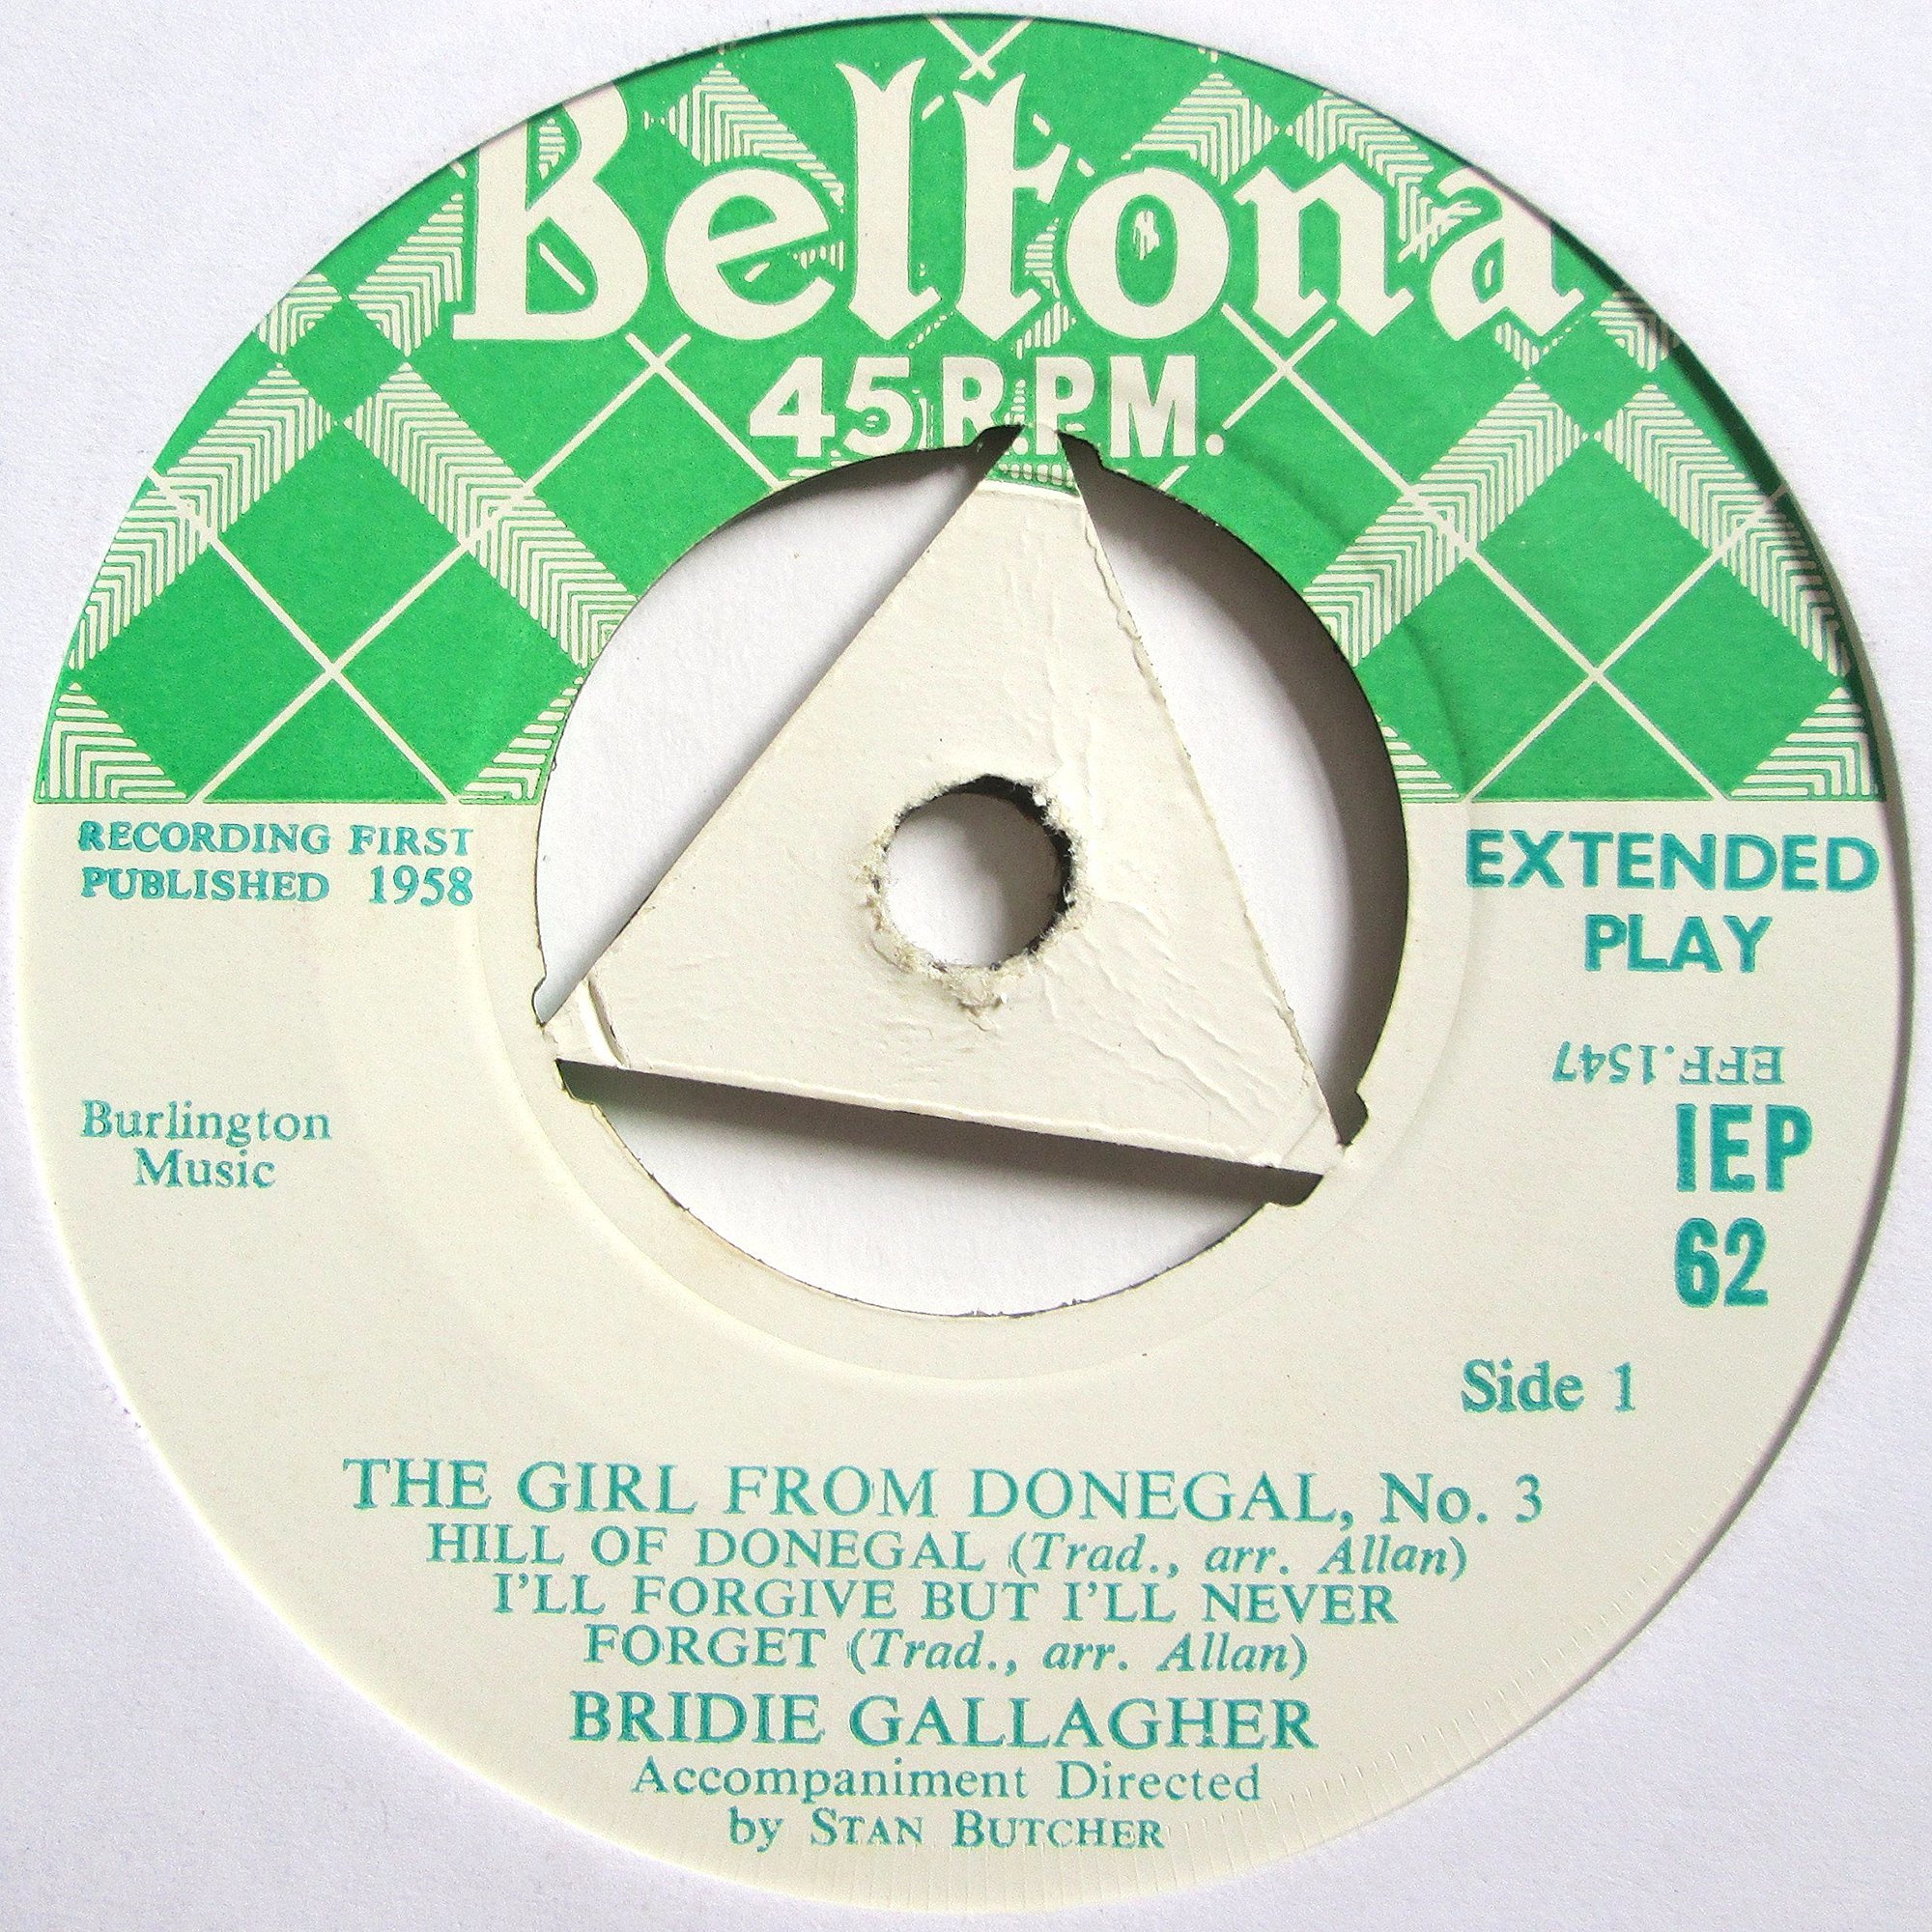 Beltona
45 R.P.M.
RECORDING FIRST
PUBLISHED 1958
EXTENDED
PLAY
EFF.1547
IEP
62
Burlington
Music
Side 1
THE GIRL FROM DONEGAL, No. 3
HILL OF DONEGAL (Trad., arr. Allan)
I'LL FORGIVE BUT I'LL NEVER
FORGET (Trad., arr. Allan)
BRIDIE GALLAGHER
Accompaniment Directed
by STAN BUTCHER